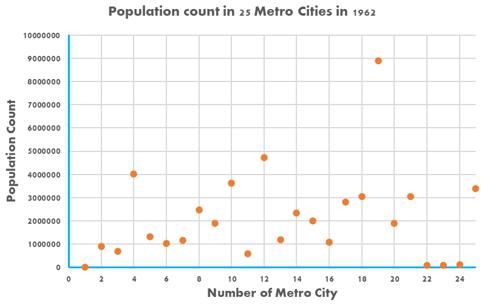 Population count in 25 Metro Cities in 1962
10000000
9000000
8000000
7000000
6000000
5000000
4000000
3000000
2000000
1000000
0
Population Count
0 2 4 6 8 10 12 14 16 18 20 22 24
Number of Metro City